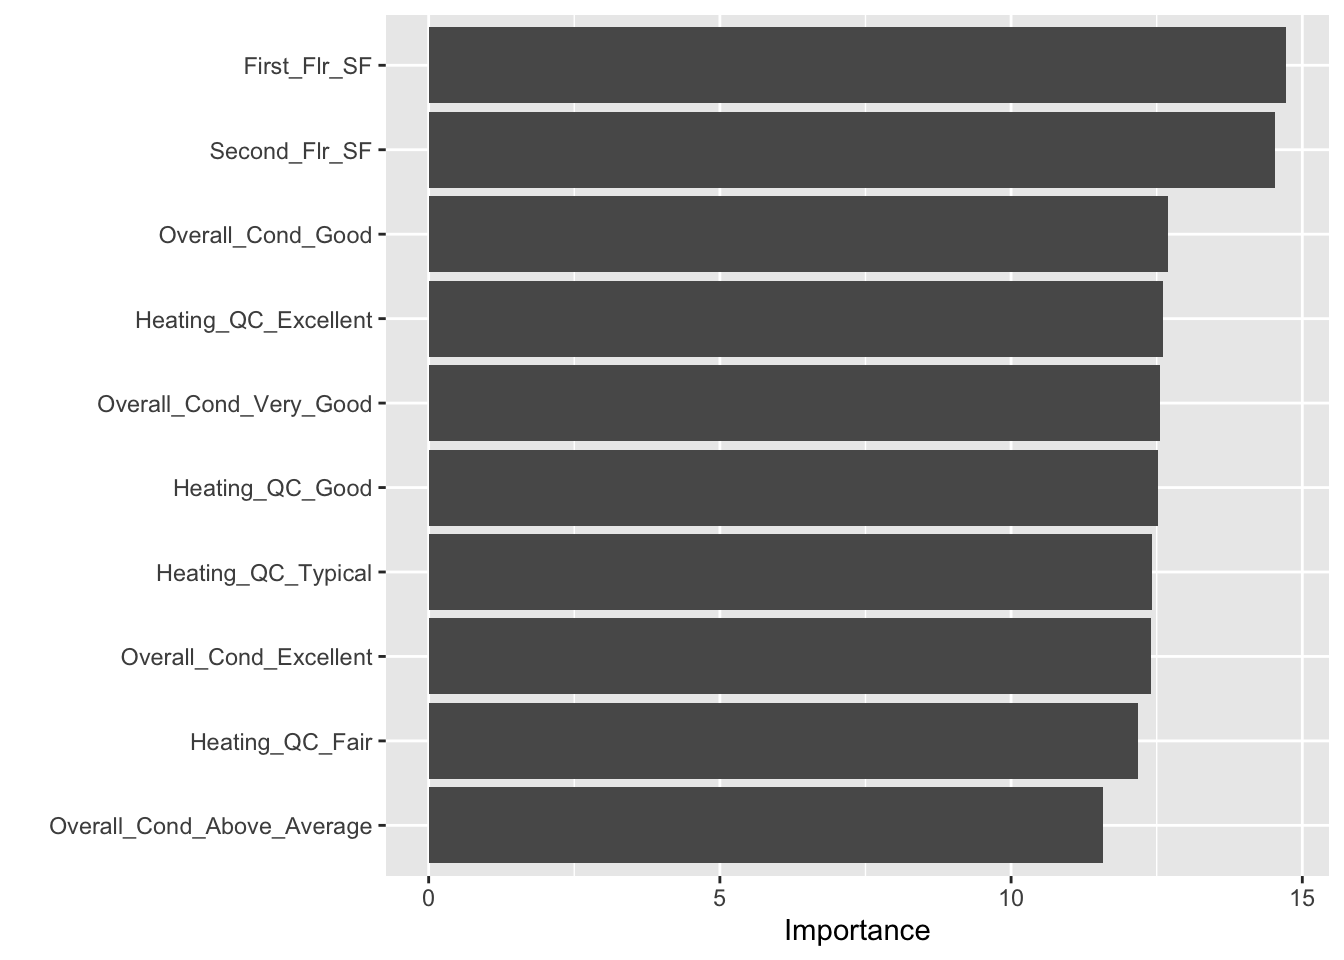 First_Flr_SF
Second_Flr_SF
Overall_Cond_Good
Heating_QC_Excellent
Overall_Cond_Very_Good
Heating_QC_Good
Heating_QC_Typical
Overall_Cond_Excellent
Heating_QC_Fair
Overall_Cond_Above_Average
0 5 10 15
Importance